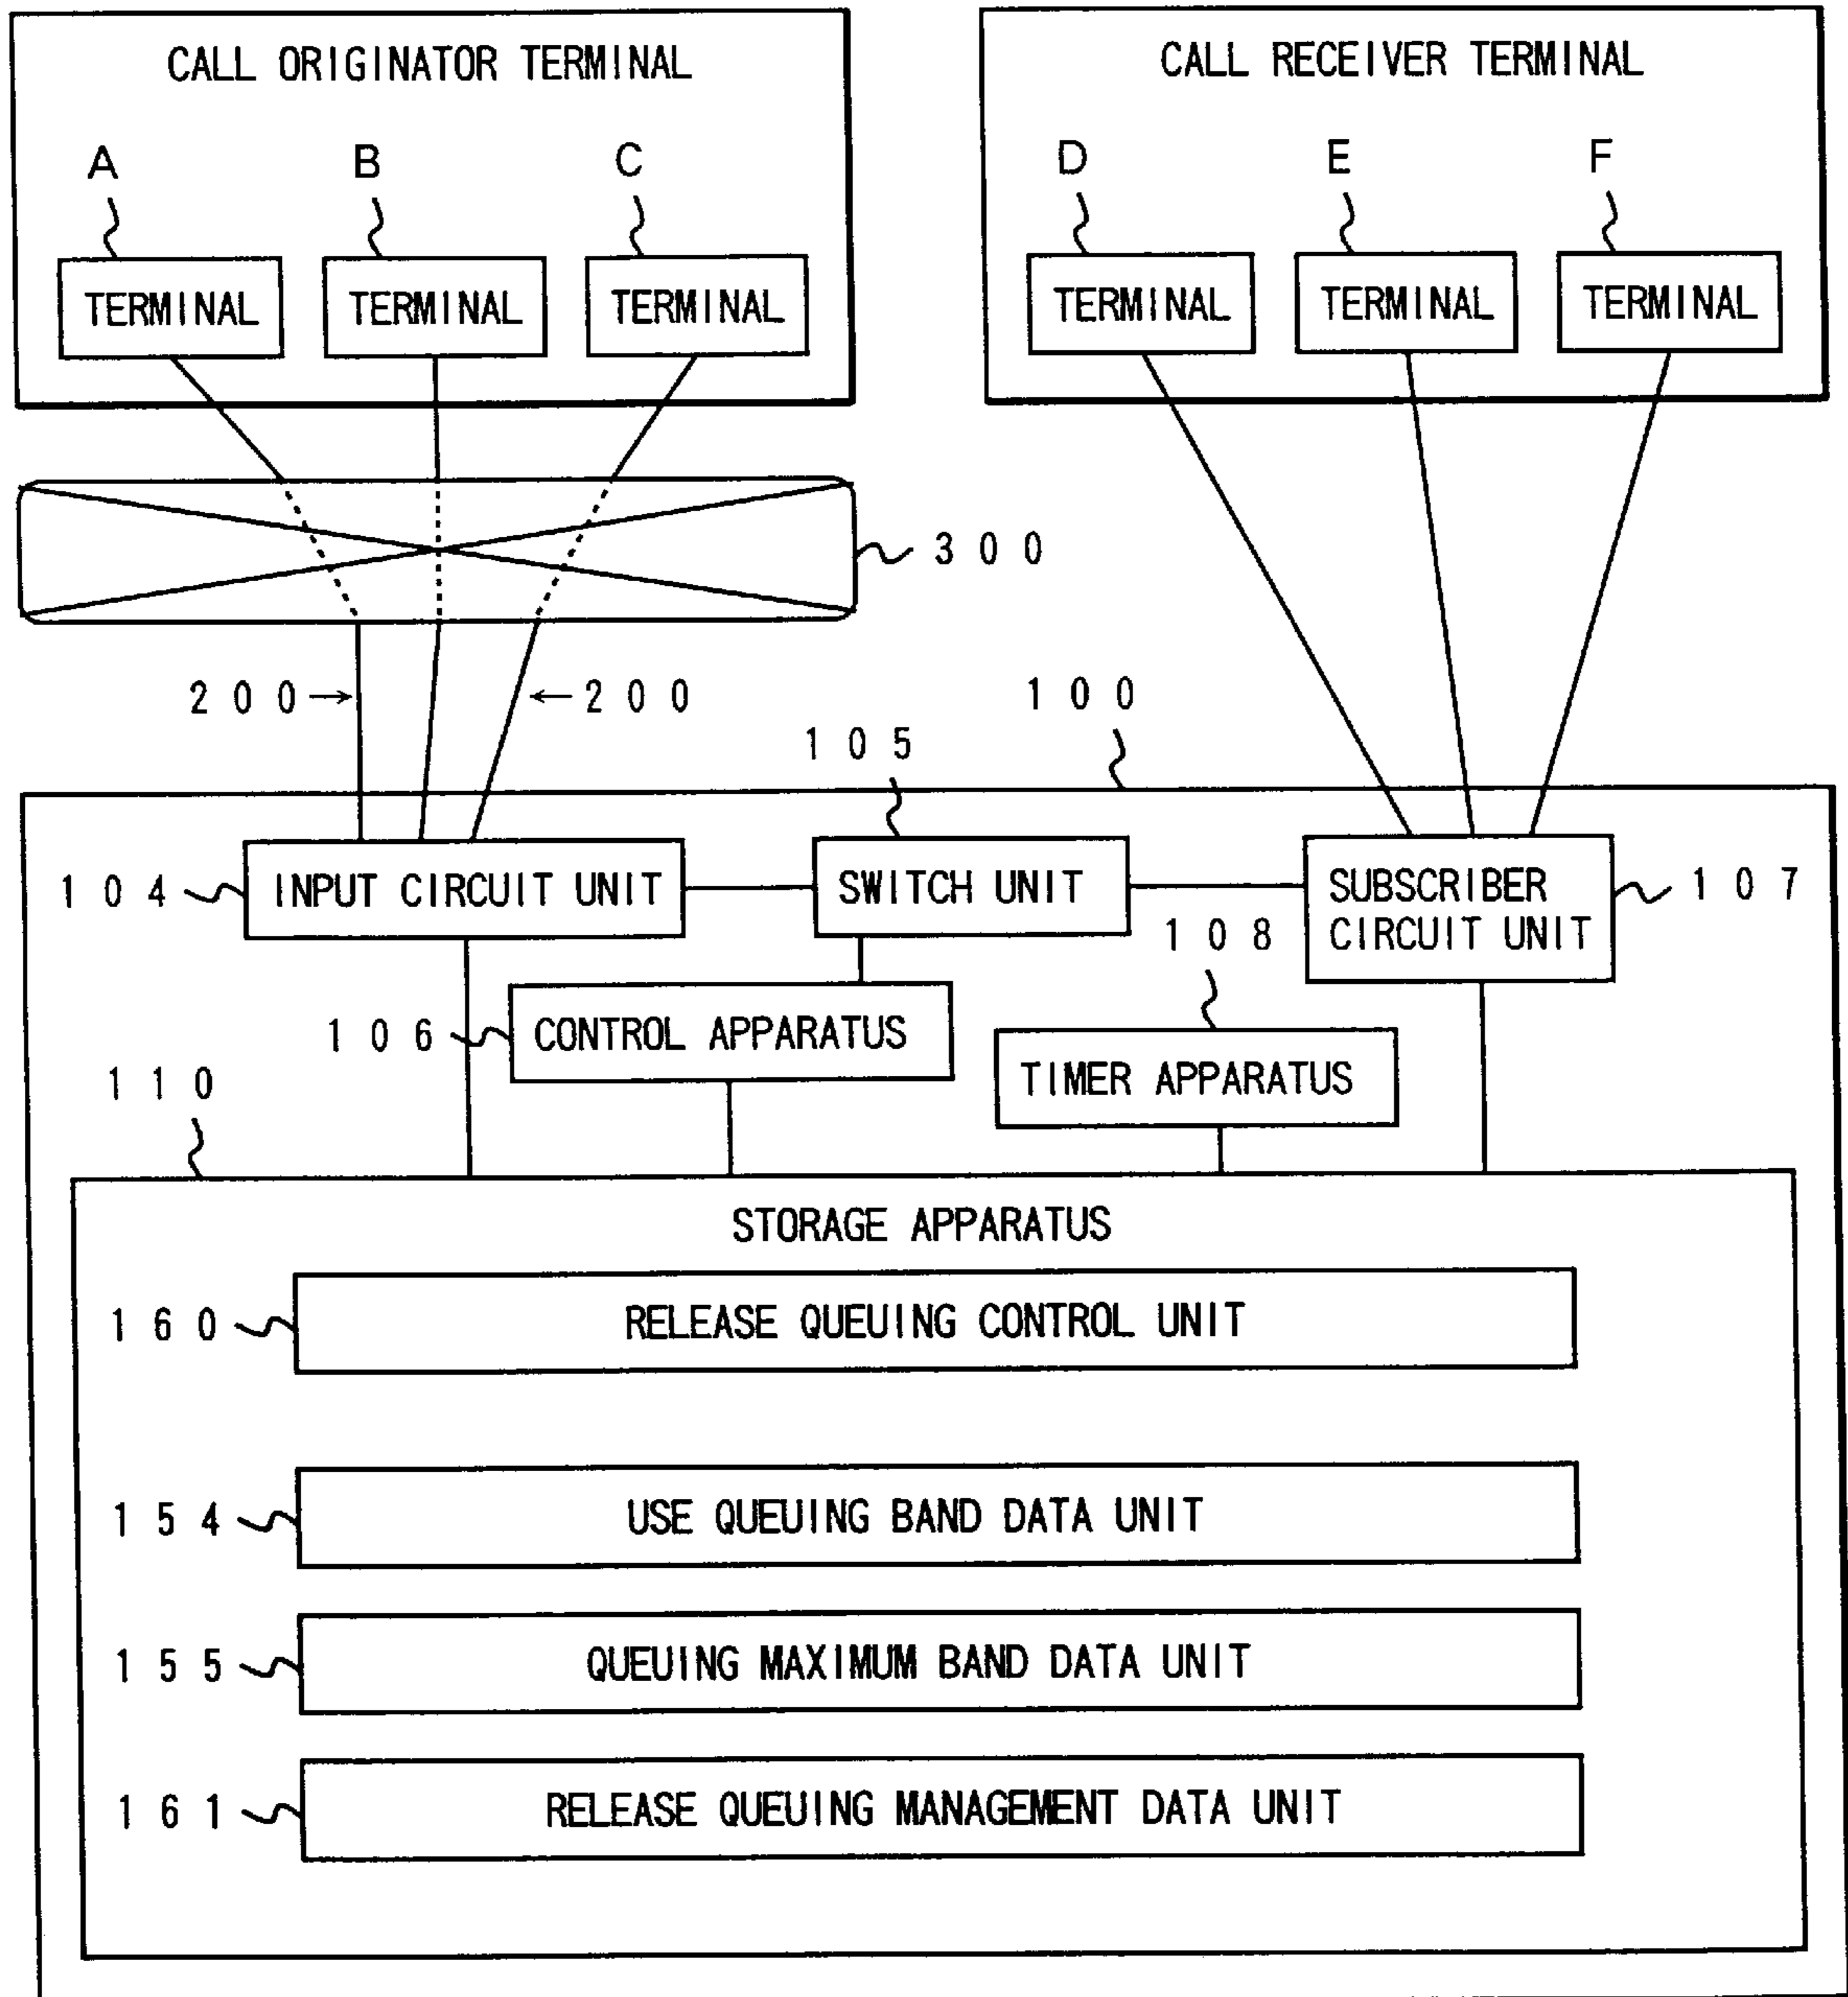 CALL ORIGINATOR TERMINAL
CALL RECEIVER TERMINAL
A B C
D E F
TERMINAL TERMINAL TERMINAL
TERMINAL TERMINAL TERMINAL
300
200→ ←200
100
105
104 INPUT CIRCUIT UNIT
SWITCH UNIT
SUBSCRIBER
CIRCUIT UNIT
107
108
106 CONTROL APPARATUS
TIMER APPARATUS
110
STORAGE APPARATUS
160 RELEASE QUEUING CONTROL UNIT
154 USE QUEUING BAND DATA UNIT
155 QUEUING MAXIMUM BAND DATA UNIT
161 RELEASE QUEUING MANAGEMENT DATA UNIT